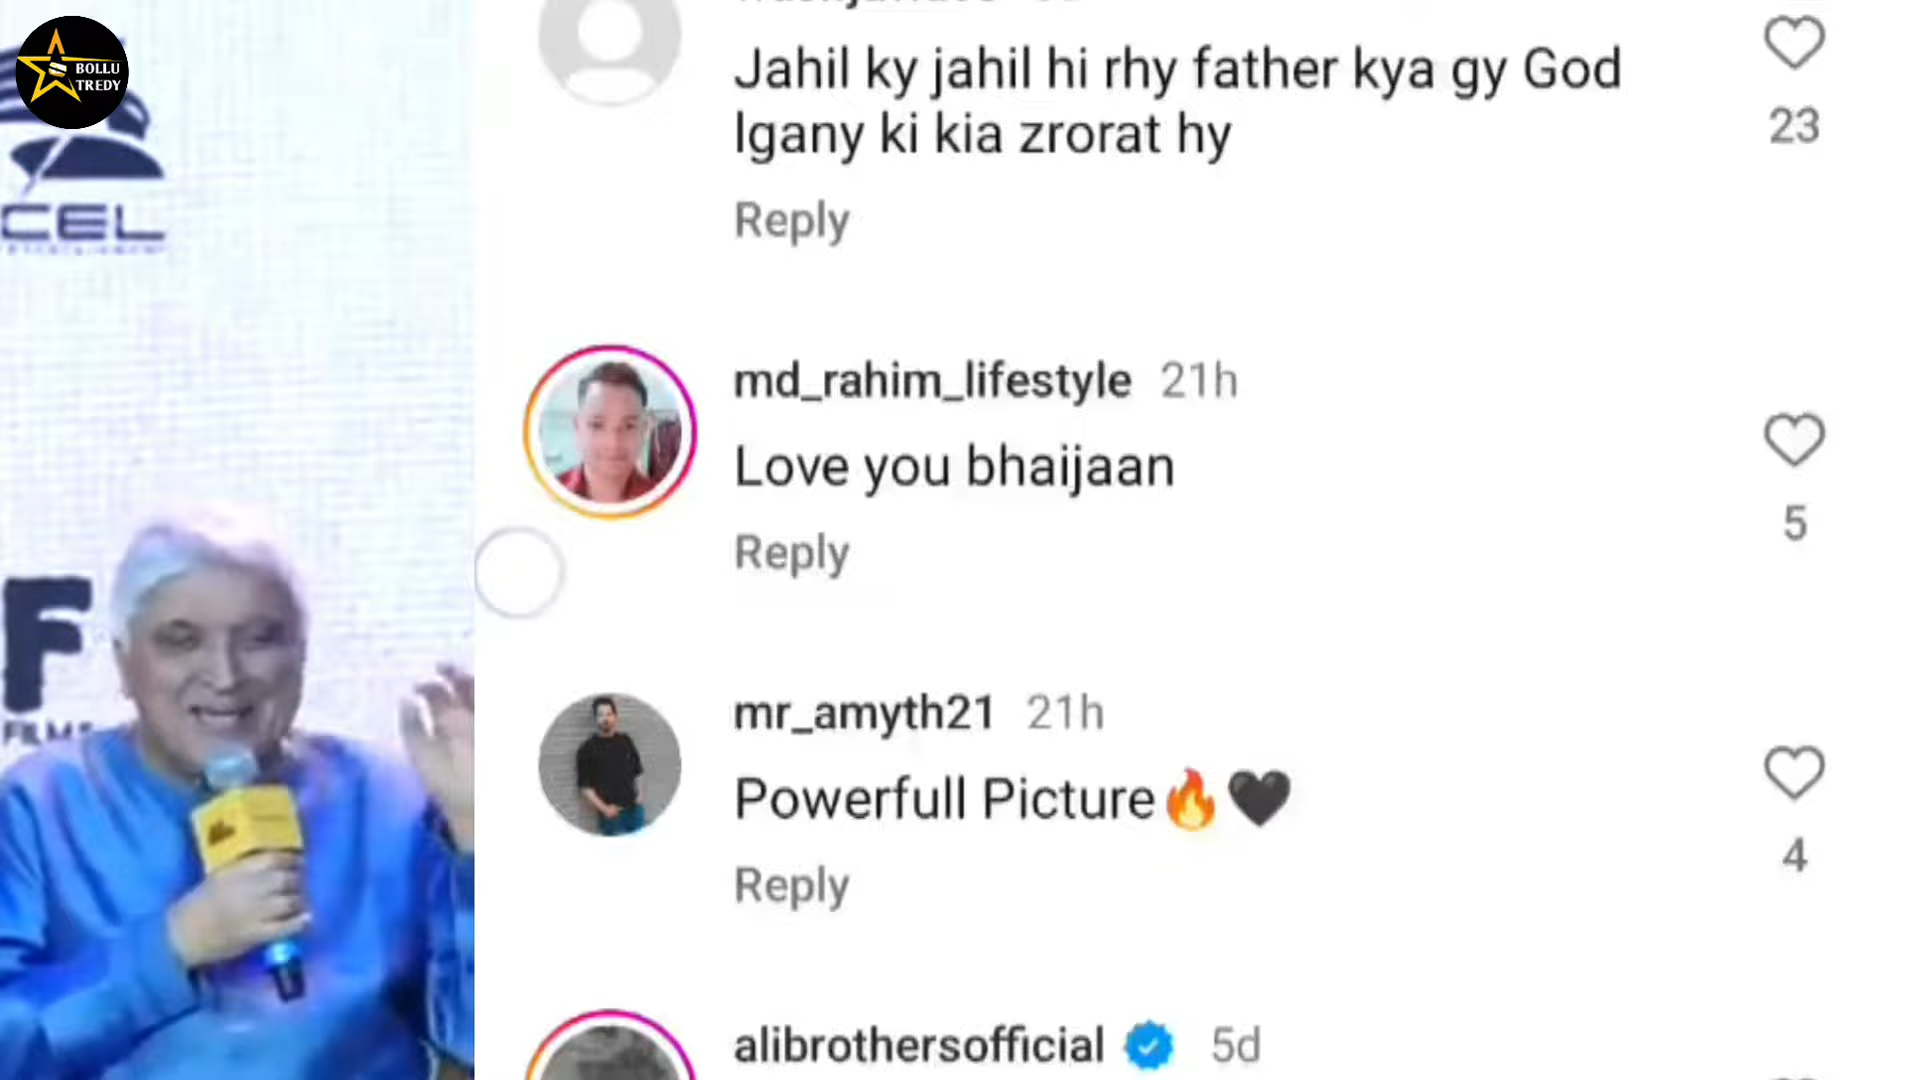 BOLLU
TREDY
CEL
F
FILMS
Jahil ky jahil hi rhy father kya gy God
lgany ki kia zrorat hy
23
Reply
md_rahim_lifestyle 21h
Love you bhaijaan
5
Reply
mr_amyth21 21h
Powerfull Picture🔥🖤
4
Reply
alibrothersofficial 5d